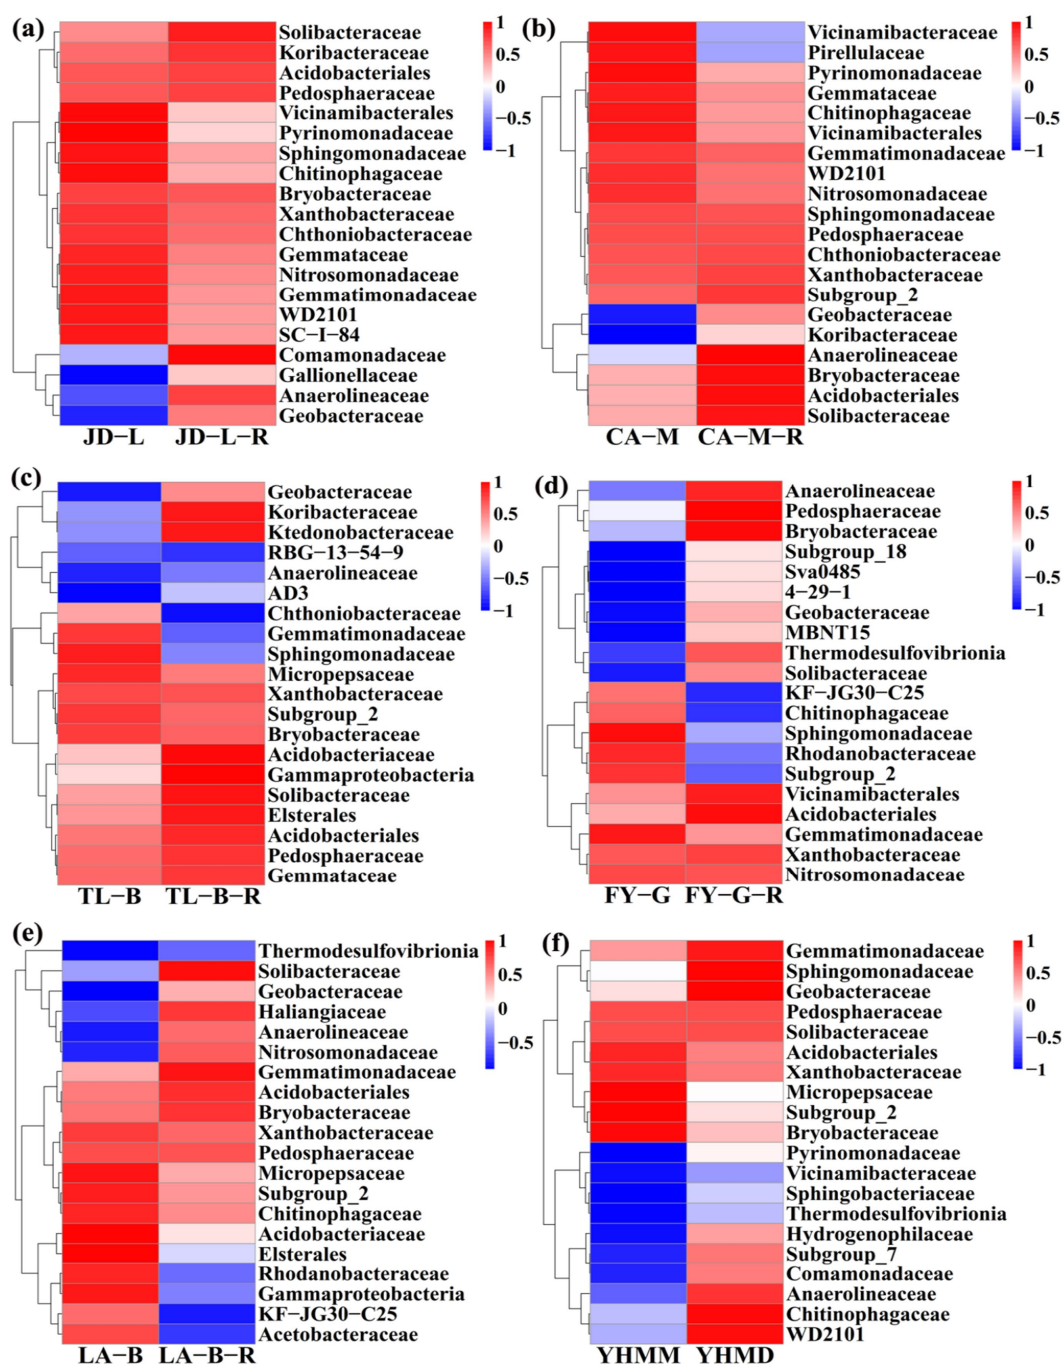 (a)
Solibacteraceae
Koribacteraceae
Acidobacteriales
Pedosphaeraceae
Vicinamibacterales
Pyrinomonadaceae
Sphingomonadaceae
Chitinophagaceae
Bryobacteraceae
Xanthobacteraceae
Chthoniobacteraceae
Gemmataceae
Nitrosomonadaceae
Gemmatimonadaceae
WD2101
SC−I−84
Comamonadaceae
Gallionellaceae
Anaerolineaceae
Geobacteraceae
JD−L JD−L−R
1
0.5
0
−0.5
−1
(b)
Vicinamibacteraceae
Pirellulaceae
Pyrinomonadaceae
Gemmataceae
Chitinophagaceae
Vicinamibacterales
Gemmatimonadaceae
WD2101
Nitrosomonadaceae
Sphingomonadaceae
Pedosphaeraceae
Chthoniobacteraceae
Xanthobacteraceae
Subgroup_2
Geobacteraceae
Koribacteraceae
Anaerolineaceae
Bryobacteraceae
Acidobacteriales
Solibacteraceae
CA−M CA−M−R
1
0.5
0
−0.5
−1
(c)
Geobacteraceae
Koribacteraceae
Ktedonobacteraceae
RBG−13−54−9
Anaerolineaceae
AD3
Chthoniobacteraceae
Gemmatimonadaceae
Sphingomonadaceae
Micropepsaceae
Xanthobacteraceae
Subgroup_2
Bryobacteraceae
Acidobacteriaceae
Gammaproteobacteria
Solibacteraceae
Elsterales
Acidobacteriales
Pedosphaeraceae
Gemmataceae
TL−B TL−B−R
1
0.5
0
−0.5
−1
(d)
Anaerolineaceae
Pedosphaeraceae
Bryobacteraceae
Subgroup_18
Sva0485
4−29−1
Geobacteraceae
MBNT15
Thermodesulfovibrionia
Solibacteraceae
KF−JG30−C25
Chitinophagaceae
Sphingomonadaceae
Rhodanobacteraceae
Subgroup_2
Vicinamibacterales
Acidobacteriales
Gemmatimonadaceae
Xanthobacteraceae
Nitrosomonadaceae
FY−G FY−G−R
1
0.5
0
−0.5
−1
(e)
Thermodesulfovibrionia
Solibacteraceae
Geobacteraceae
Haliangiaceae
Anaerolineaceae
Nitrosomonadaceae
Gemmatimonadaceae
Acidobacteriales
Bryobacteraceae
Xanthobacteraceae
Pedosphaeraceae
Micropepsaceae
Subgroup_2
Chitinophagaceae
Acidobacteriaceae
Elsterales
Rhodanobacteraceae
Gammaproteobacteria
KF−JG30−C25
Acetobacteraceae
LA−B LA−B−R
1
0.5
0
−0.5
(f)
Gemmatimonadaceae
Sphingomonadaceae
Geobacteraceae
Pedosphaeraceae
Solibacteraceae
Acidobacteriales
Xanthobacteraceae
Micropepsaceae
Subgroup_2
Bryobacteraceae
Pyrinomonadaceae
Vicinamibacteraceae
Sphingobacteriaceae
Thermodesulfovibrionia
Hydrogenophilaceae
Subgroup_7
Comamonadaceae
Anaerolineaceae
Chitinophagaceae
WD2101
YHMM YHMD
1
0.5
0
−0.5
−1